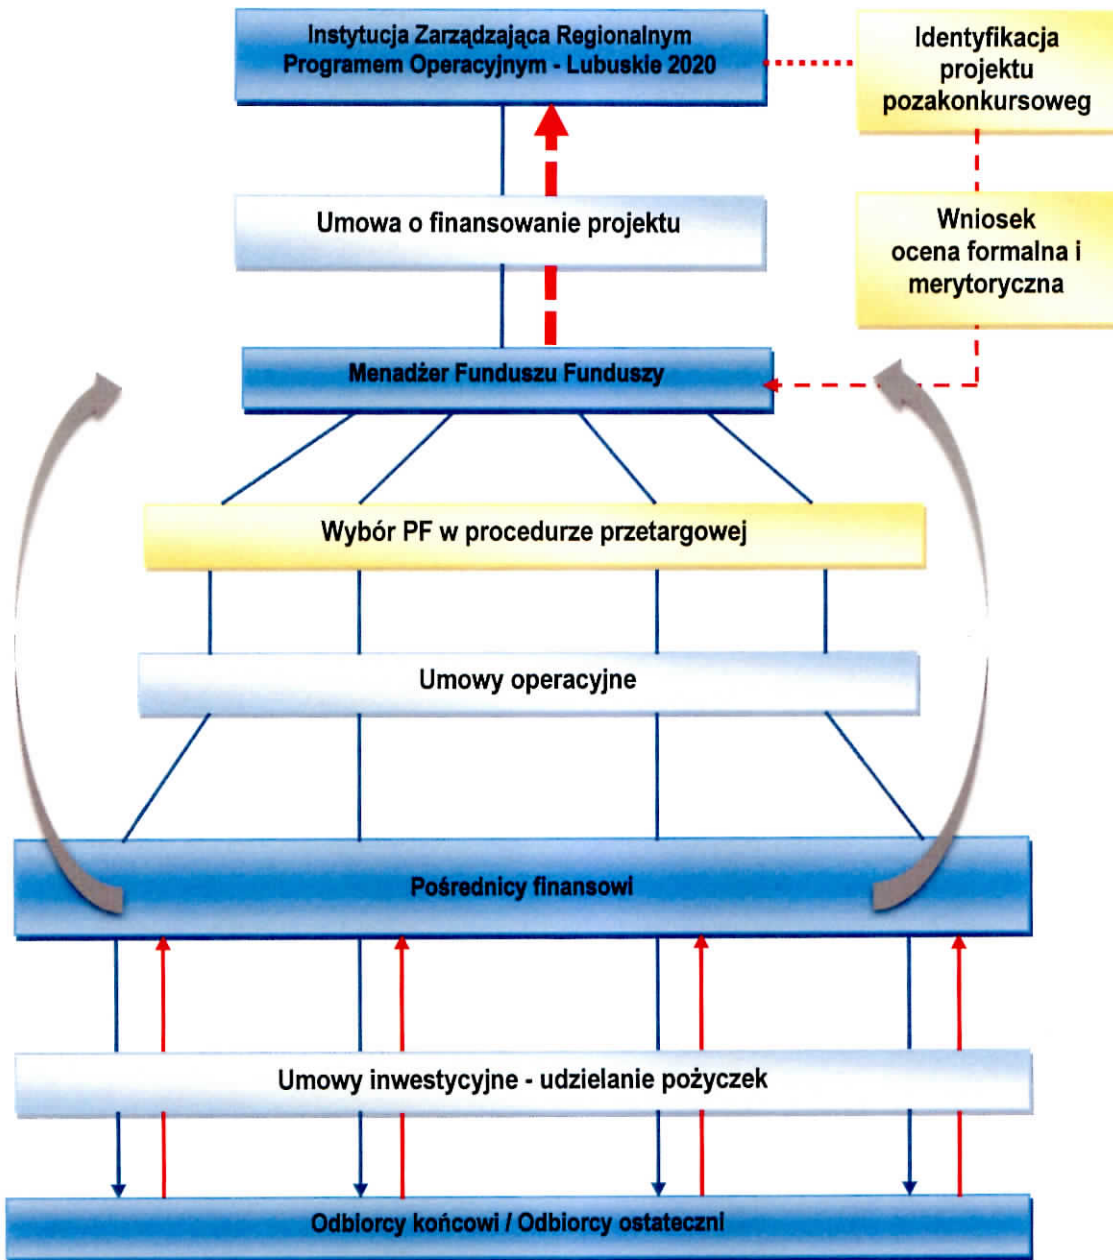 Instytucja Zarządzająca Regionalnym
Programem Operacyjnym - Lubuskie 2020
Identyfikacja
projektu
pozakonkursoweg
Umowa o finansowanie projektu
Wniosek
ocena formalna i
merytoryczna
Menadżer Funduszu Funduszy
Wybór PF w procedurze przetargowej
Umowy operacyjne
Pośrednicy finansowi
Umowy inwestycyjne - udzielanie pożyczek
Odbiorcy końcowi / Odbiorcy ostateczni